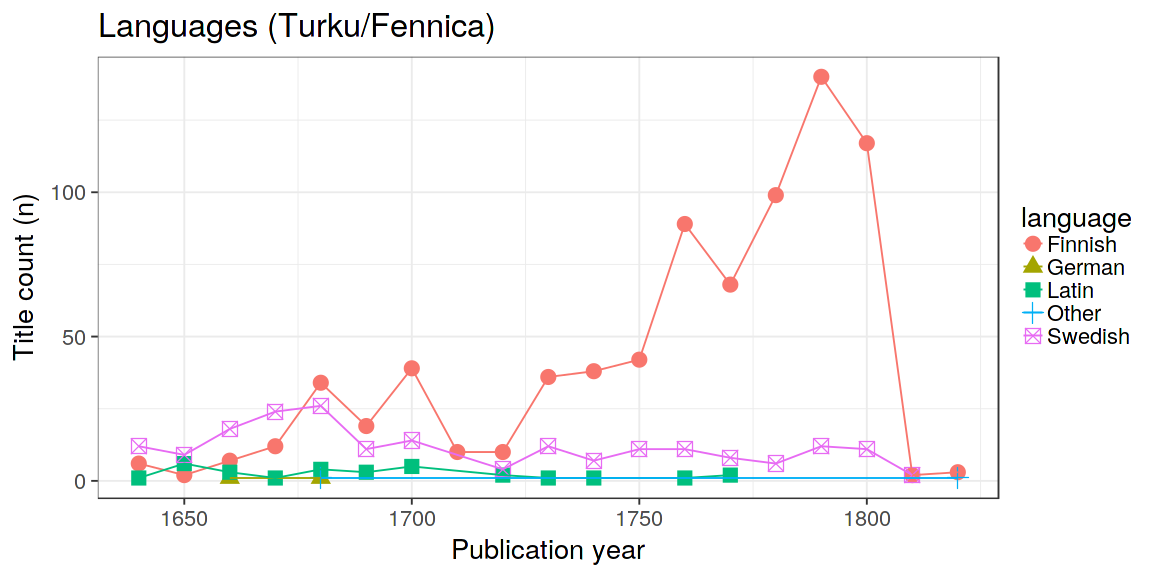 Languages (Turku/Fennica)
Title count (n)
100
50
0
1650
1700
1750
1800
Publication year
language
Finnish
German
Latin
Other
Swedish